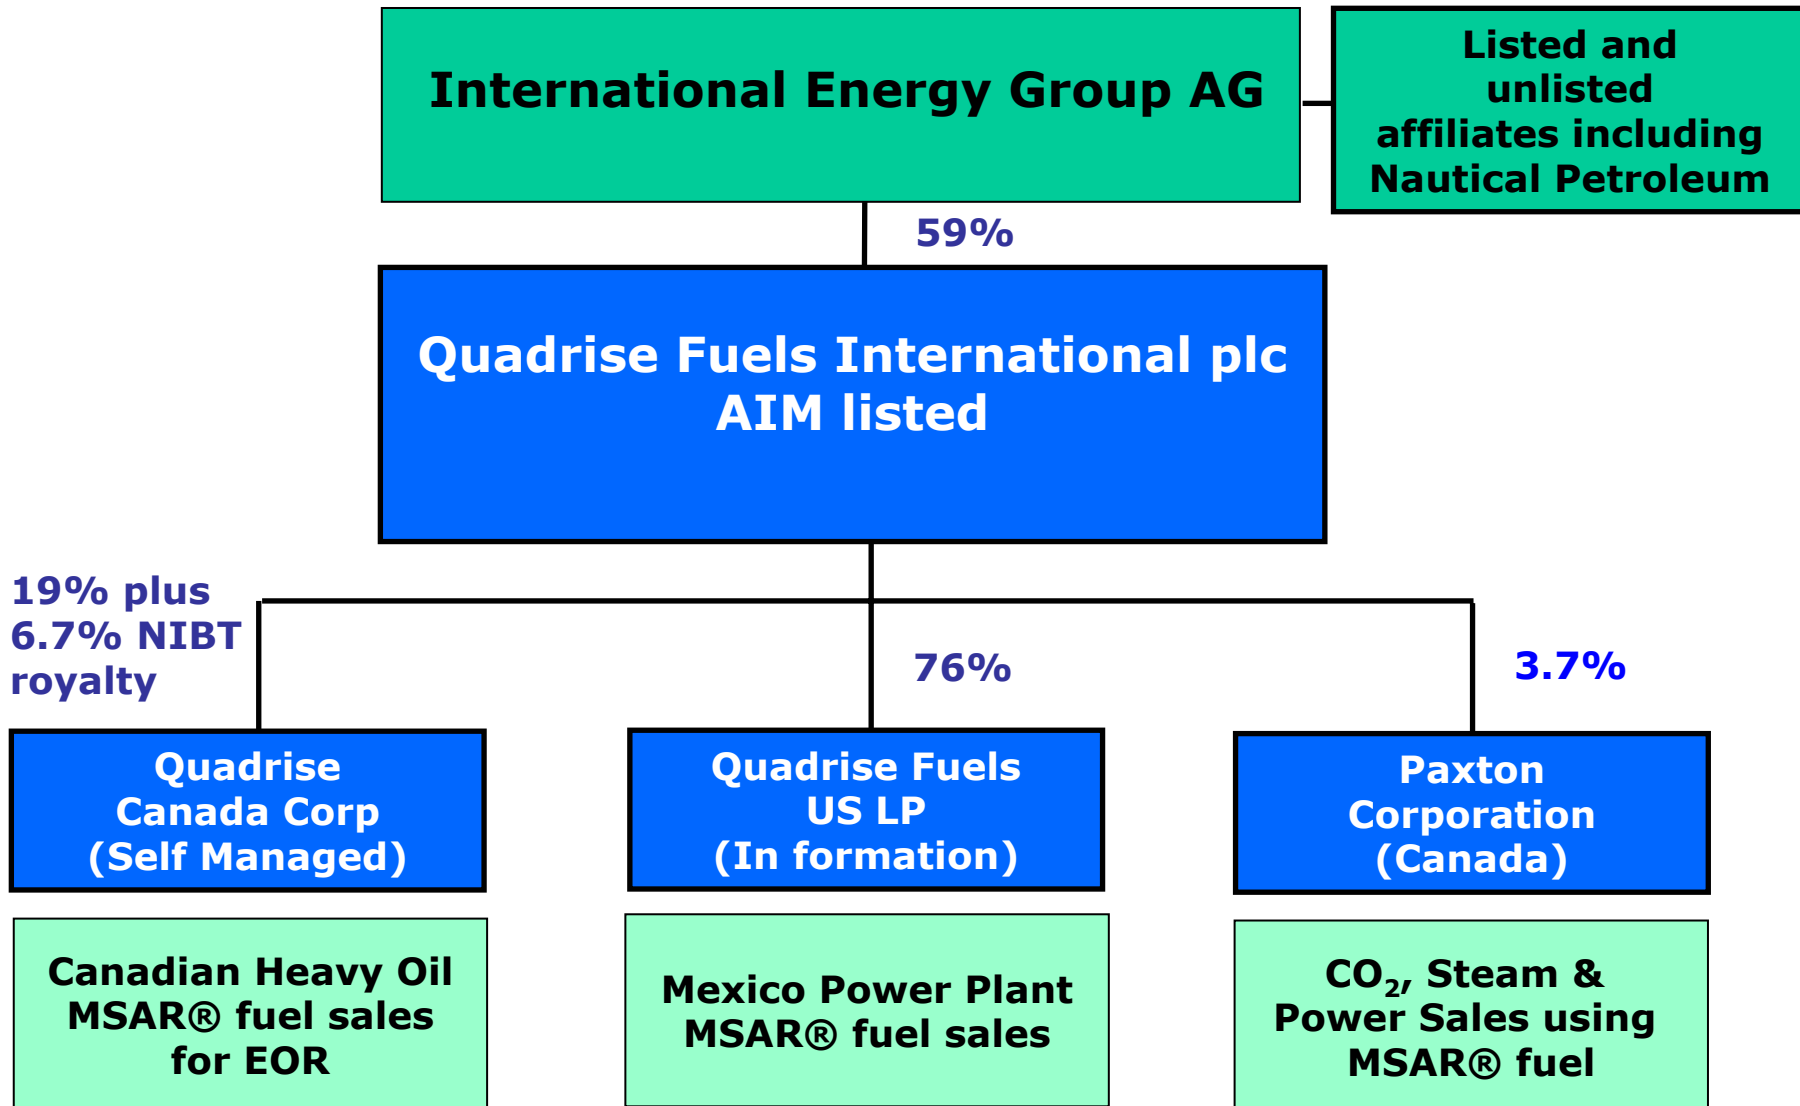 International Energy Group AG
Listed and
unlisted
affiliates including
Nautical Petroleum
59%
Quadrise Fuels International plc
AIM listed
19% plus
6.7% NIBT
royalty
76%
3.7%
Quadrise
Canada Corp
(Self Managed)
Quadrise Fuels
US LP
(In formation)
Paxton
Corporation
(Canada)
Canadian Heavy Oil
MSAR® fuel sales
for EOR
Mexico Power Plant
MSAR® fuel sales
CO₂, Steam &
Power Sales using
MSAR® fuel